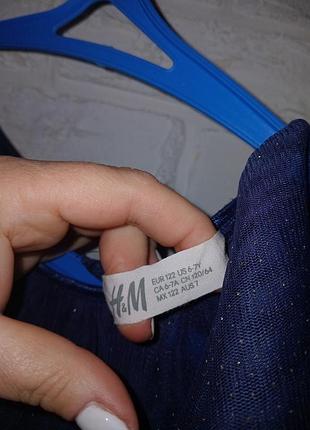 H&M
EUR 122 US 6-7Y
CA 6-7A CN 120/64
MX 122 AUS 7